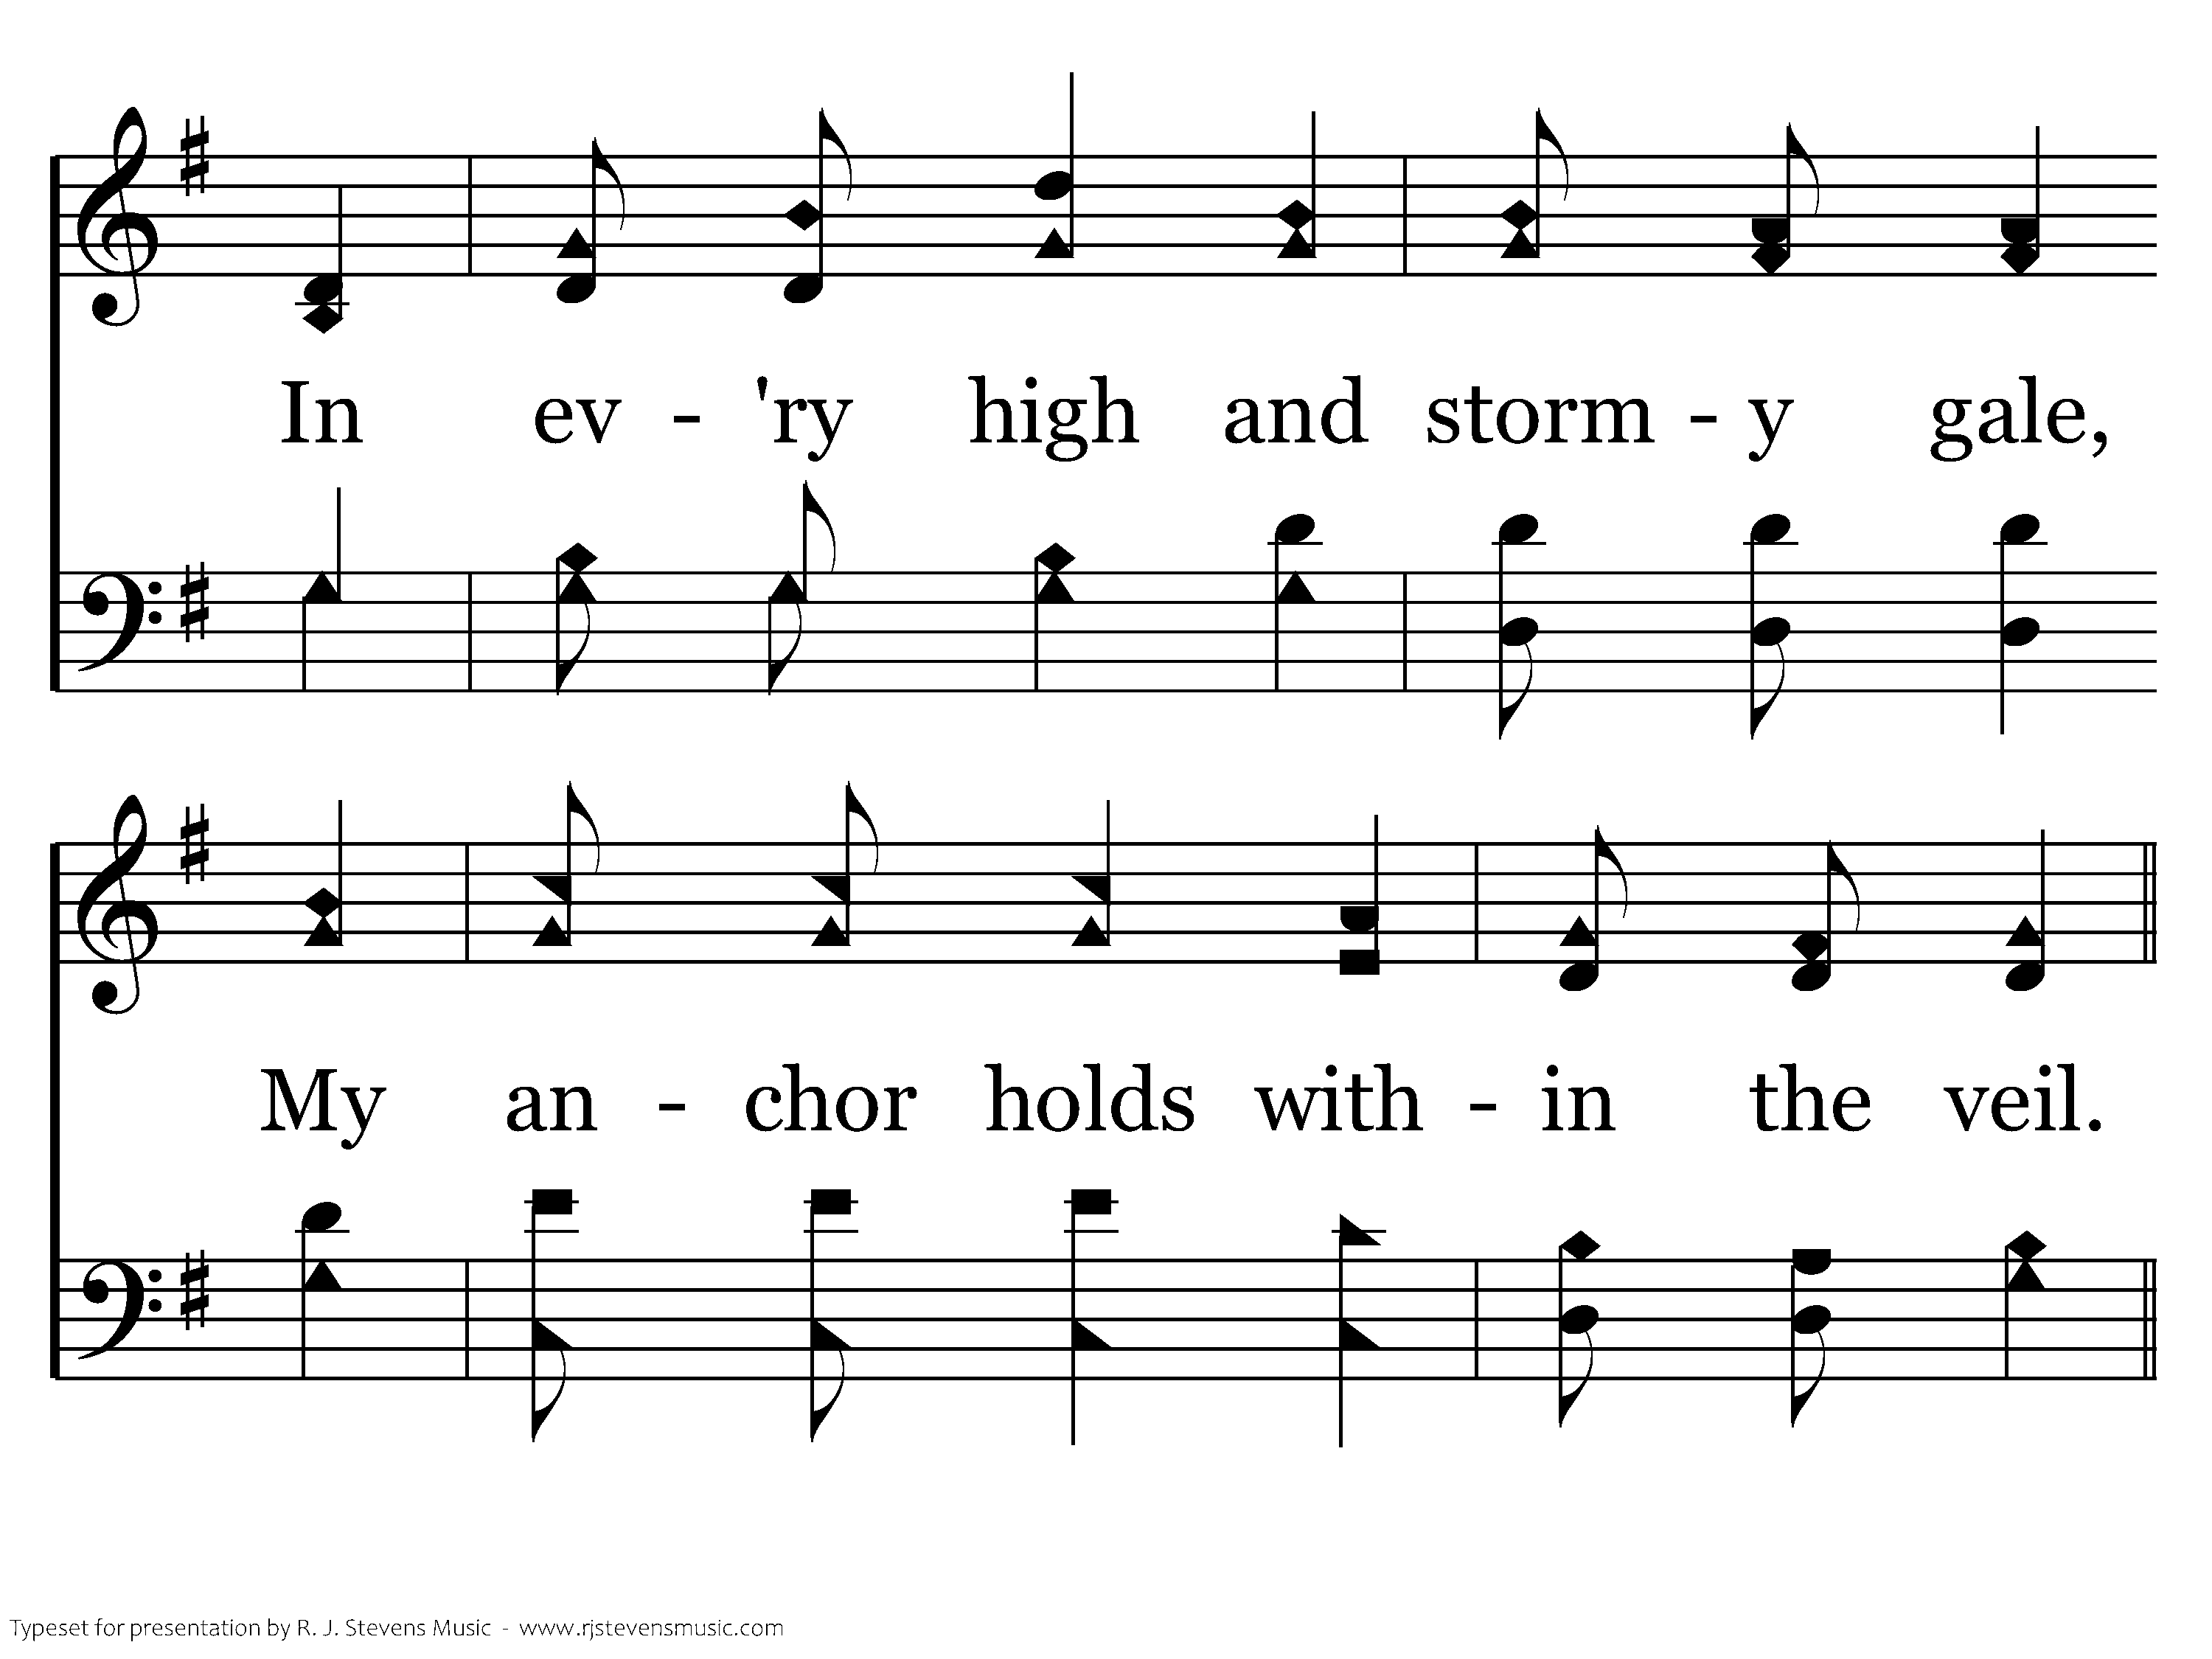 In ev - 'ry high and storm - y gale,
My an - chor holds with - in the veil.
Typeset for presentation by R. J. Stevens Music - www.rjstevensmusic.com